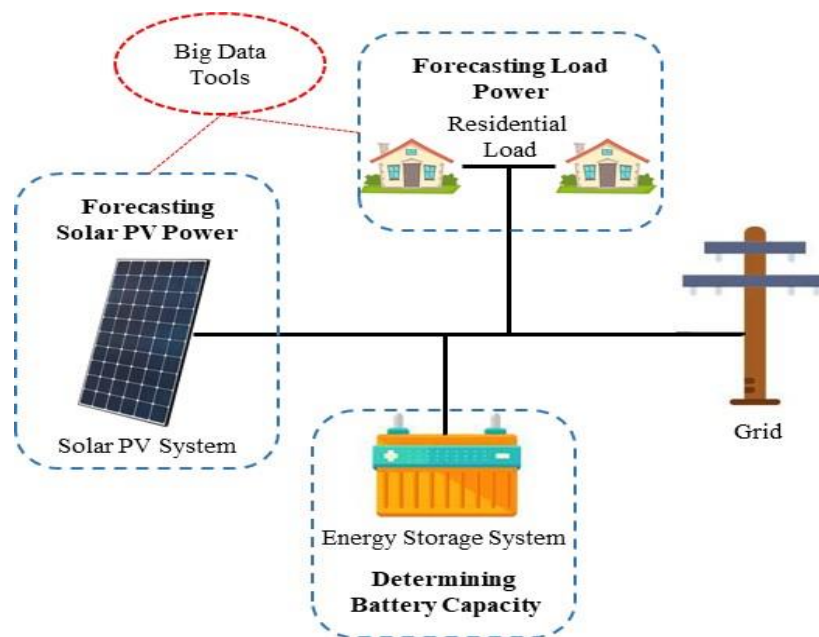 Big Data
Tools
Forecasting Load
Power
Residential
Load
Forecasting
Solar PV Power
Solar PV System
Grid
Energy Storage System
Determining
Battery Capacity